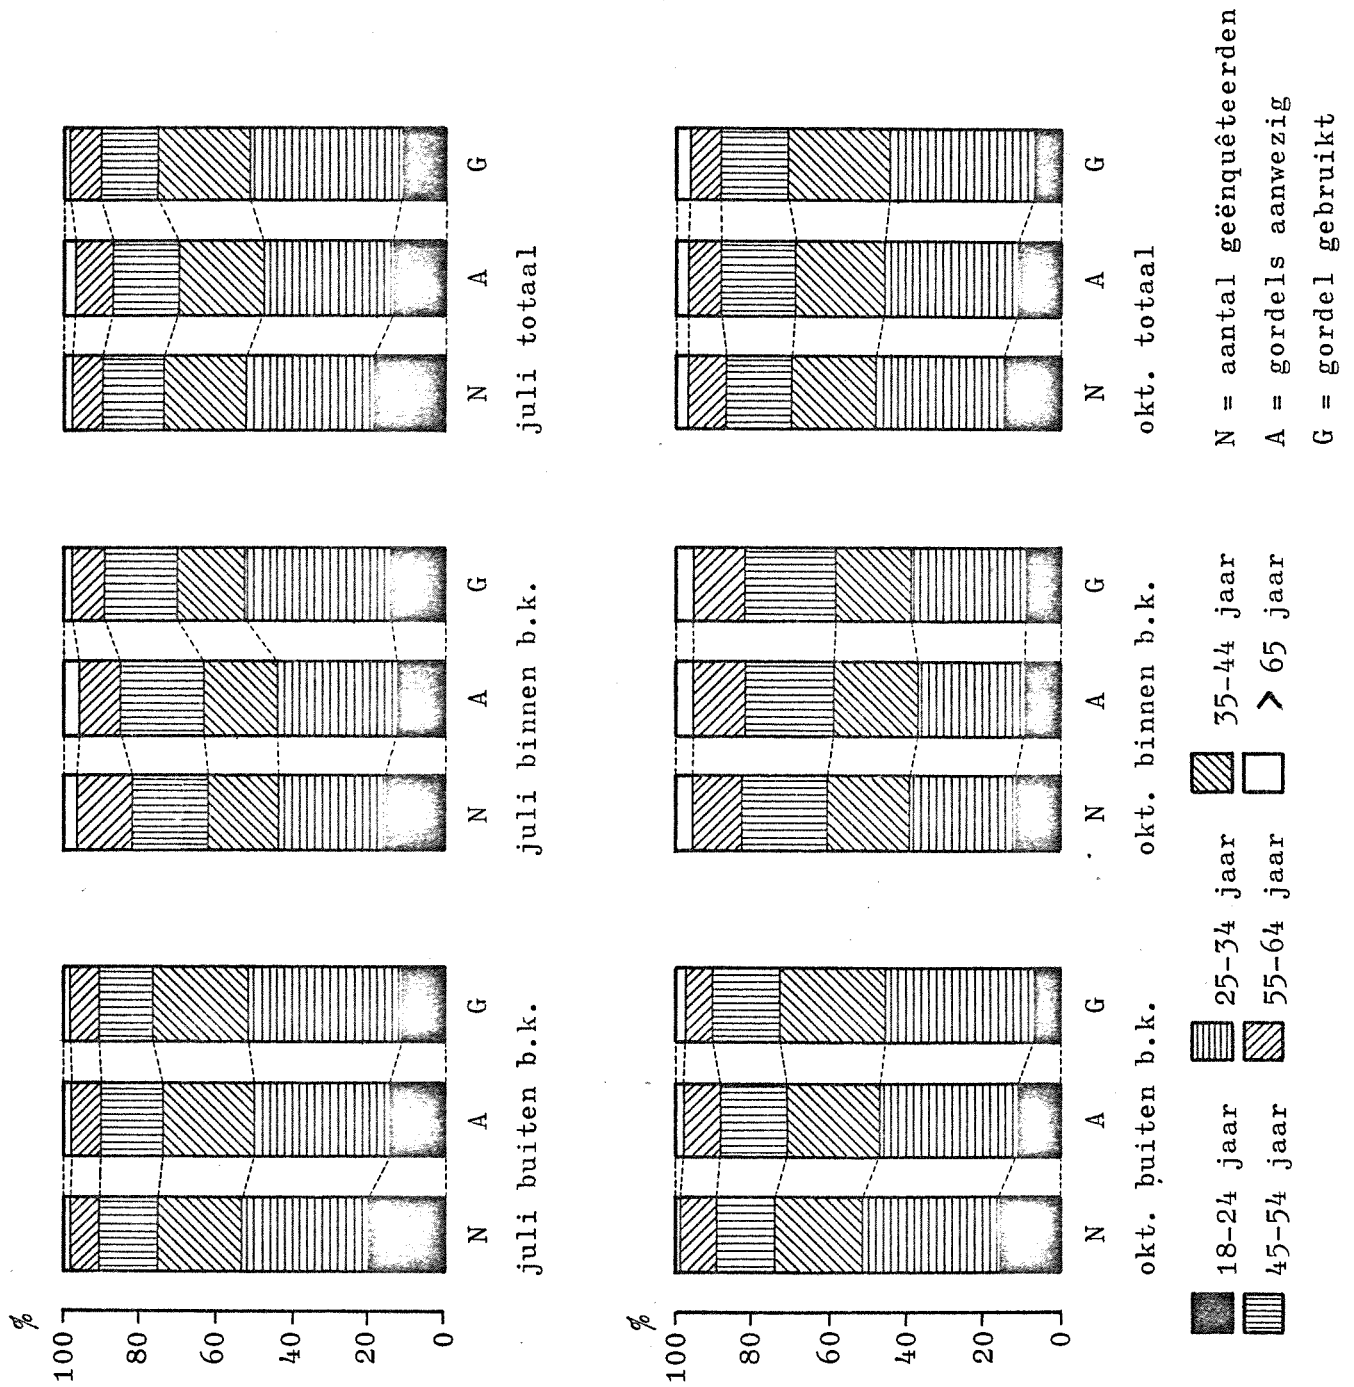 %
100
80
60
40
20
0
N A G
juli buiten b.k.
N A G
juli binnen b.k.
N A G
juli totaal
%
100
80
60
40
20
0
N A G
okt. buiten b.k.
N A G
okt. binnen b.k.
N A G
okt. totaal
18-24 jaar
25-34 jaar
35-44 jaar
45-54 jaar
55-64 jaar
> 65 jaar
N = aantal geënquêteerden
A = gordels aanwezig
G = gordel gebruikt